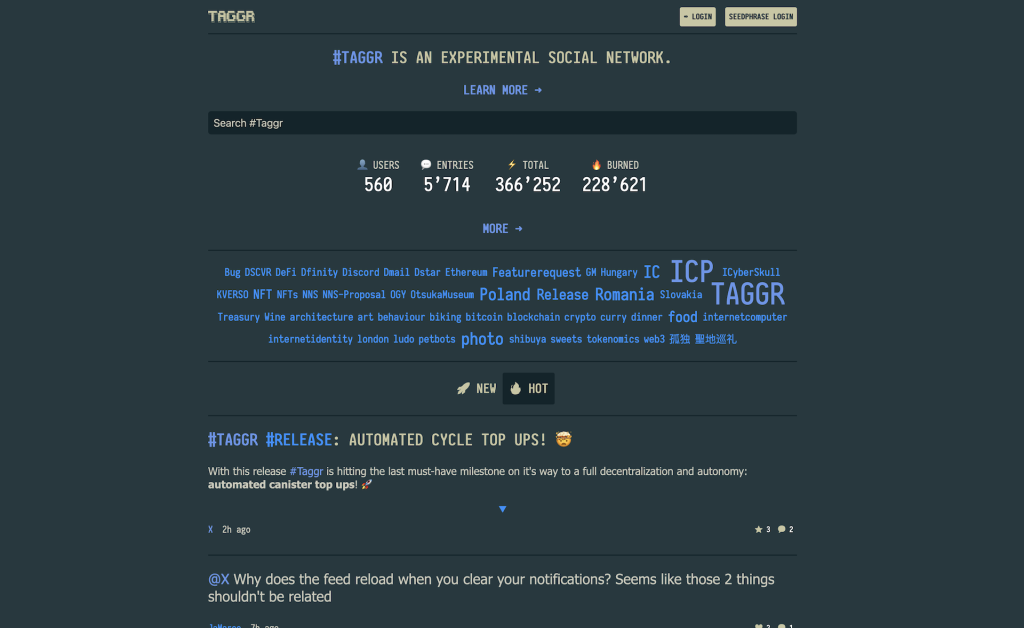 TAGGR
LOGIN
SEEDPHRASE LOGIN
#TAGGR IS AN EXPERIMENTAL SOCIAL NETWORK.
LEARN MORE →
Search #Taggr
USERS ENTRIES TOTAL BURNED
560 5’714 366’252 228’621
MORE →
Bug DSCVR DeFi Dfinity Discord Dmail Dstar Ethereum Featurerequest GM Hungary IC ICP ICyberSkull
KVERSO NFT NFTs NNS NNS-Proposal OGY OtsukaMuseum Poland Release Romania Slovakia TAGGR
Treasury Wine architecture art behaviour biking bitcoin blockchain crypto curry dinner food internetcomputer
internetidentity london ludo petbots photo shibuya sweets tokenomics web3 孤独 聖地巡礼
NEW HOT
#TAGGR #RELEASE: AUTOMATED CYCLE TOP UPS! 🤯
With this release #Taggr is hitting the last must-have milestone on it's way to a full decentralization and autonomy:
automated canister top ups! 🚀
▼
X 2h ago
3 2
@X Why does the feed reload when you clear your notifications? Seems like those 2 things
shouldn't be related
7h ago